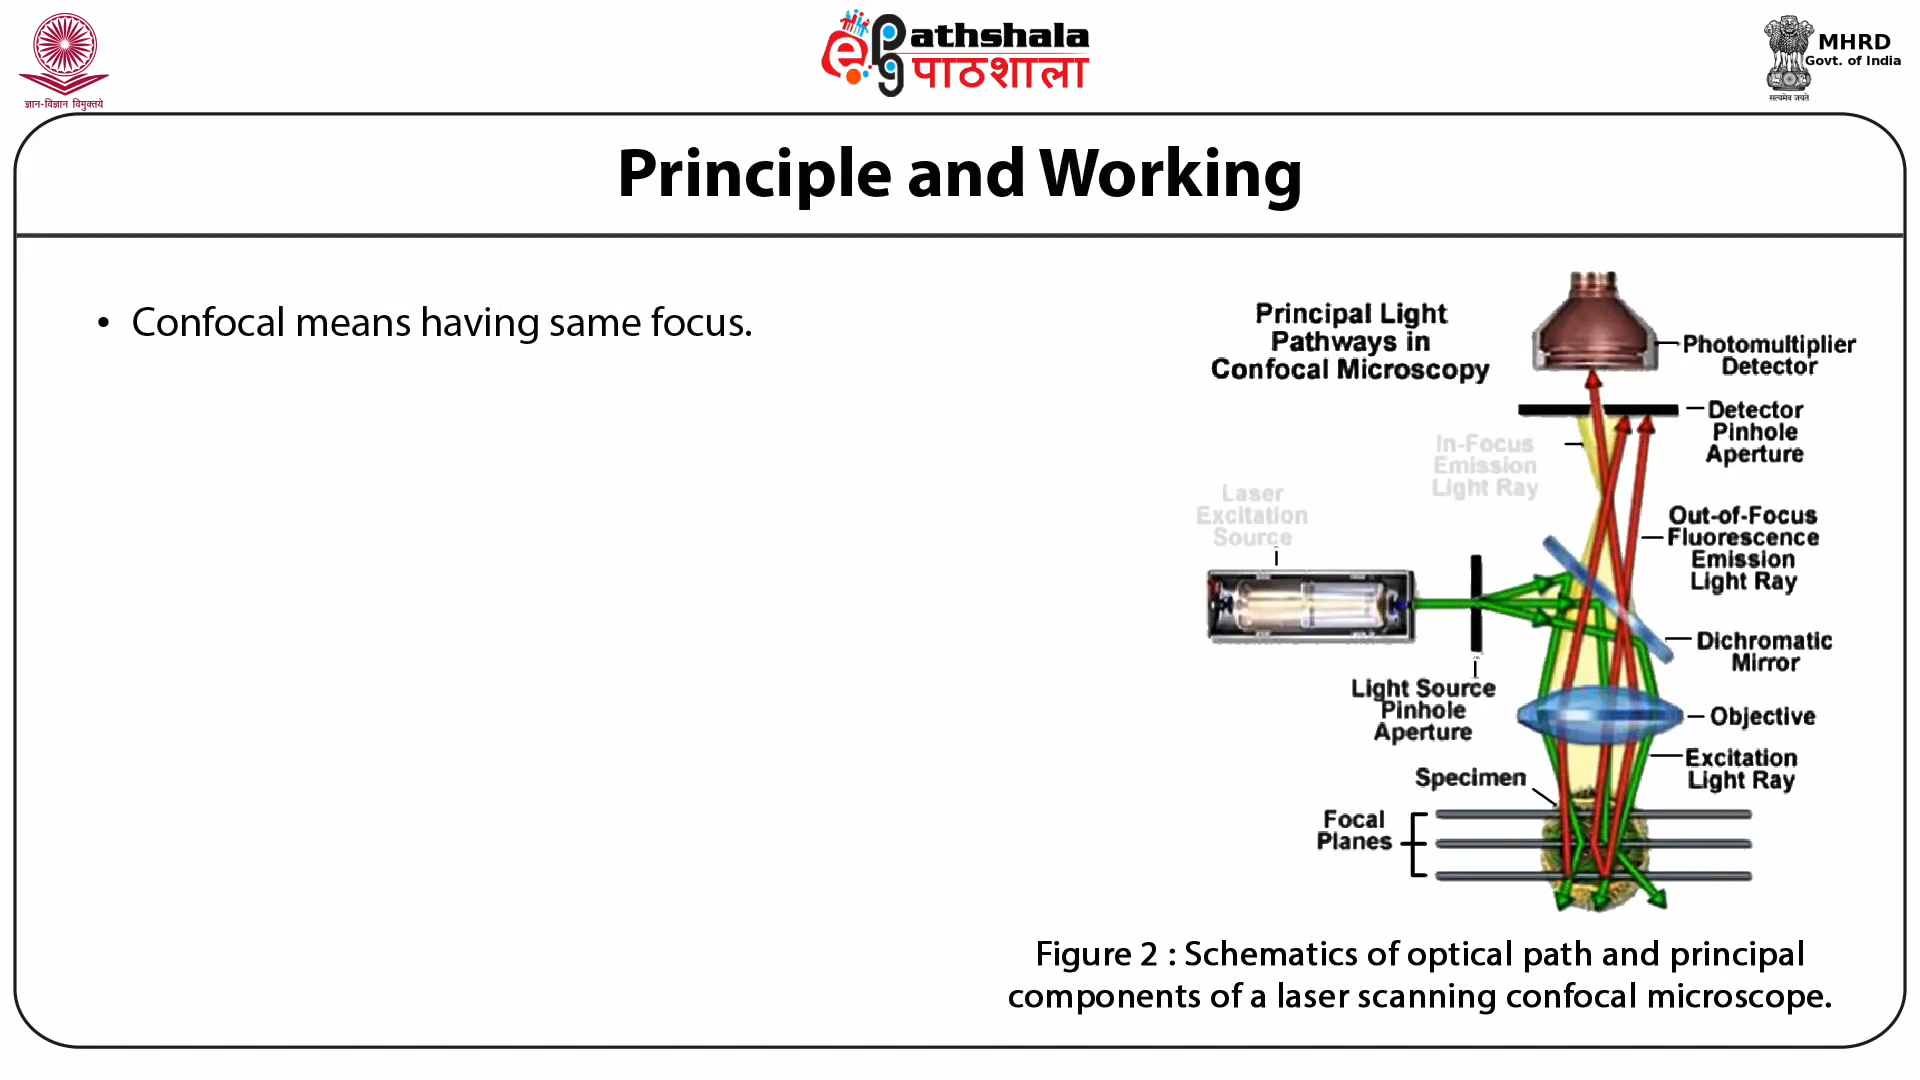 ज्ञान-विज्ञान विमुक्तये
e Pathshala
पाठशाला
MHRD
Govt. of India
सत्यमेव जयते
Principle and Working
• Confocal means having same focus.
Principal Light
Pathways in
Confocal Microscopy
Photomultiplier
Detector
Detector
Pinhole
Aperture
In-Focus
Emission
Light Ray
Laser
Excitation
Source
Out-of-Focus
Fluorescence
Emission
Light Ray
Dichromatic
Mirror
Light Source
Pinhole
Aperture
Objective
Excitation
Light Ray
Specimen
Focal
Planes
Figure 2 : Schematics of optical path and principal
components of a laser scanning confocal microscope.